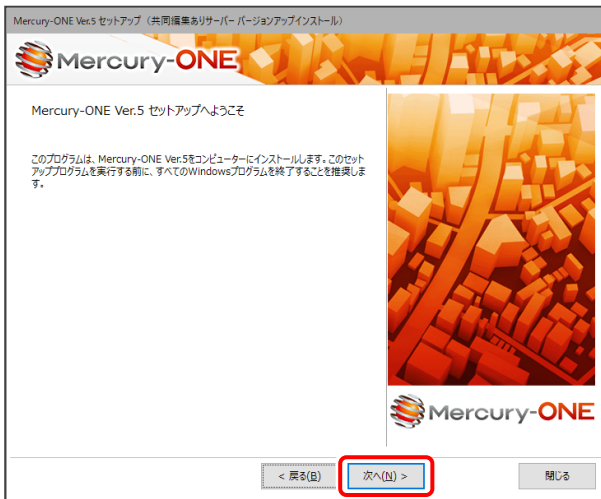 Mercury-ONE Ver.5 セットアップ（共同編集ありサーバー バージョンアップインストール）
Mercury-ONE
Mercury-ONE Ver.5 セットアップへようこそ
このプログラムは、Mercury-ONE Ver.5をコンピューターにインストールします。このセット
アッププログラムを実行する前に、すべてのWindowsプログラムを終了することを推奨しま
す。
Mercury-ONE
< 戻る(B)
次へ(N) >
閉じる